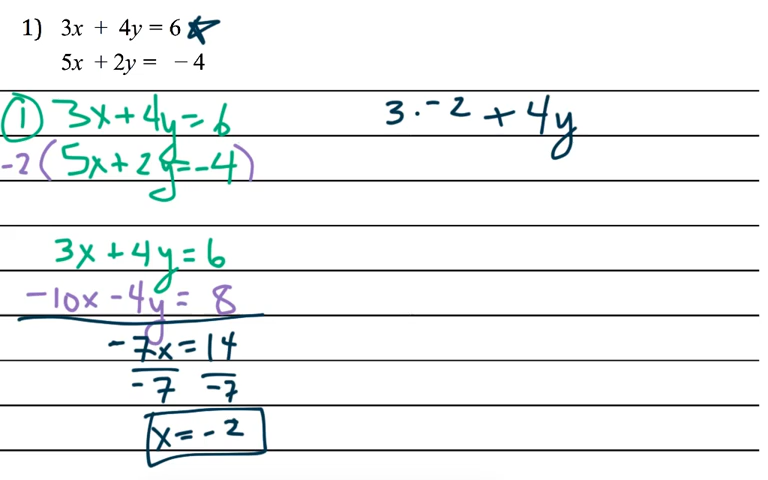 1) 3x + 4y = 6
5x + 2y = - 4
① 3x+4y=6
-2(5x+2y=-4)
3x+4y=6
-10x-4y=8
-7x=14
-7 -7
x=-2
3·-2+4y